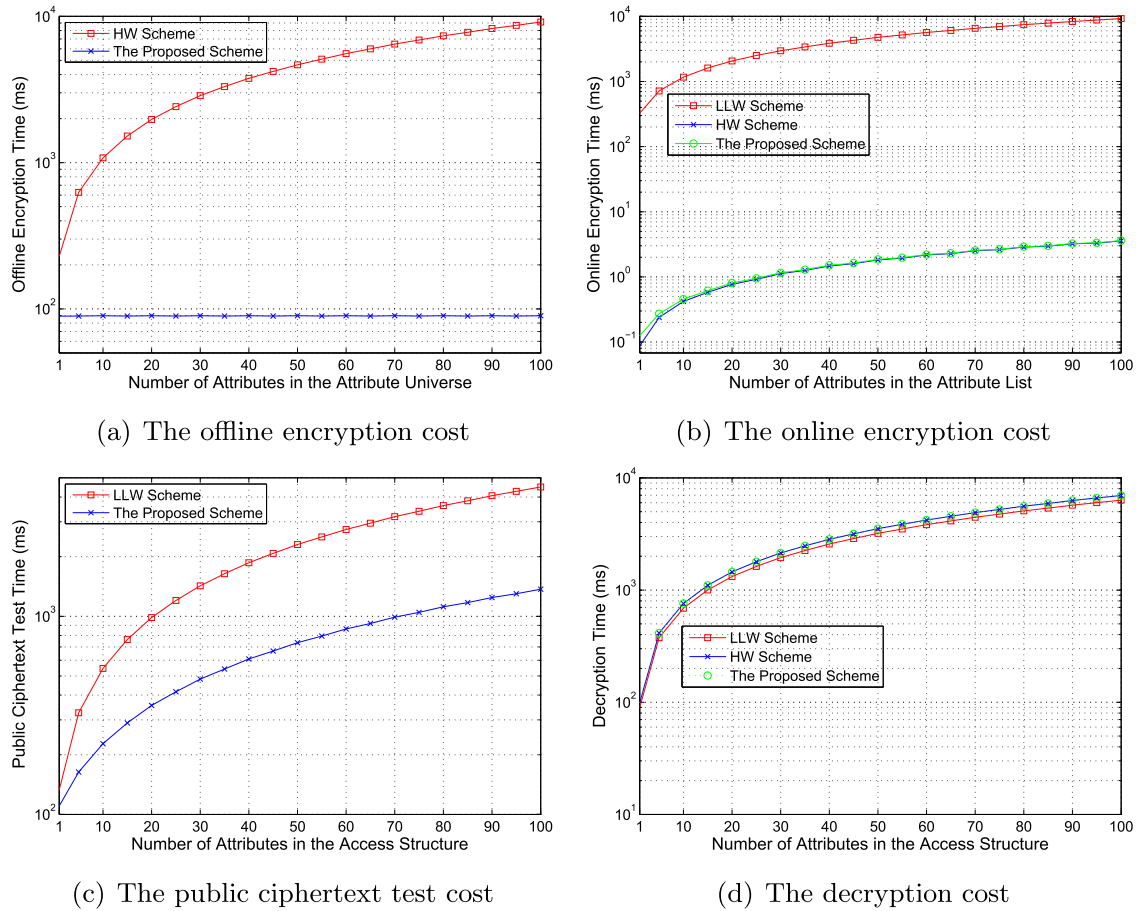 10^4
HW Scheme
The Proposed Scheme
10^3
10^2
Offline Encryption Time (ms)
1 10 20 30 40 50 60 70 80 90 100
Number of Attributes in the Attribute Universe
(a) The offline encryption cost
10^4
10^3
10^2
10^1
10^0
10^−1
Online Encryption Time (ms)
LLW Scheme
HW Scheme
The Proposed Scheme
1 10 20 30 40 50 60 70 80 90 100
Number of Attributes in the Attribute List
(b) The online encryption cost
LLW Scheme
The Proposed Scheme
10^3
10^2
Public Ciphertext Test Time (ms)
1 10 20 30 40 50 60 70 80 90 100
Number of Attributes in the Access Structure
(c) The public ciphertext test cost
10^4
10^3
10^2
10^1
Decryption Time (ms)
LLW Scheme
HW Scheme
The Proposed Scheme
1 10 20 30 40 50 60 70 80 90 100
Number of Attributes in the Access Structure
(d) The decryption cost